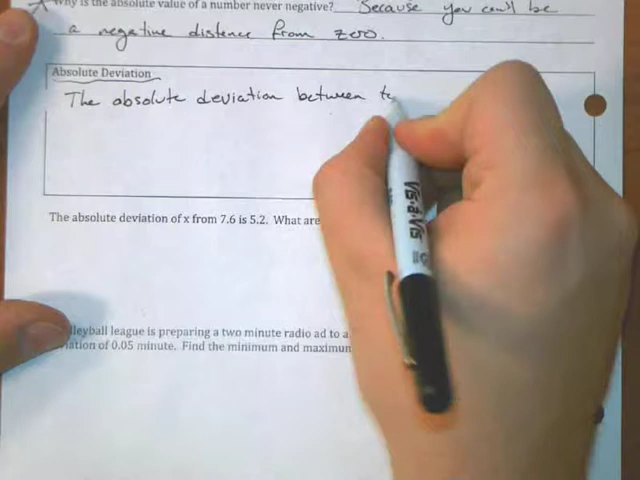 Why is the absolute value of a number never negative? Because you can't be
a negative distance from zero.
Absolute Deviation
The absolute deviation between
The absolute deviation of x from 7.6 is 5.2. What are
lleyball league is preparing a two minute radio ad to a
iation of 0.05 minute. Find the minimum and maximum
Vis-a-Vis